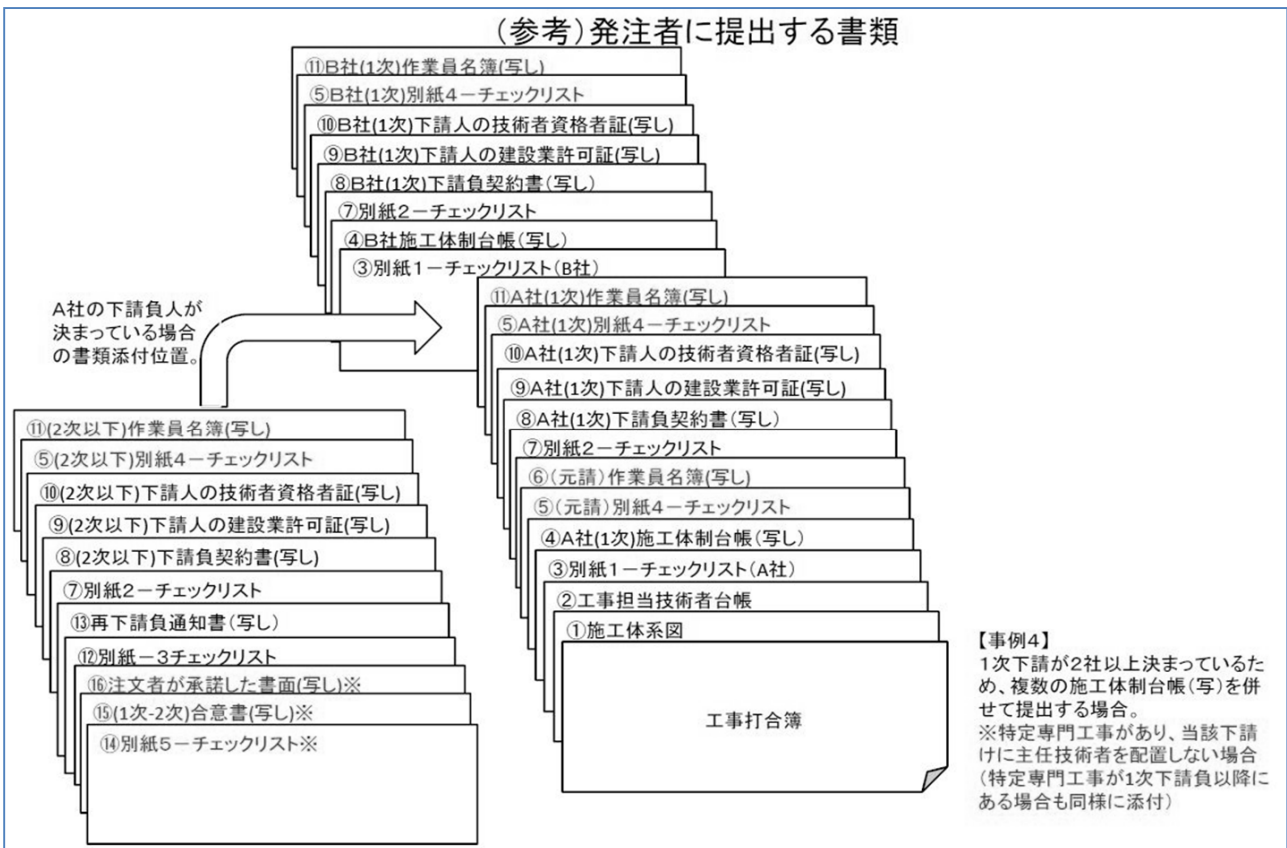 (参考)発注者に提出する書類
⑪B社(1次)作業員名簿(写し)
⑤B社(1次)別紙4－チェックリスト
⑩B社(1次)下請人の技術者資格者証(写し)
⑨B社(1次)下請人の建設業許可証(写し)
⑧B社(1次)下請負契約書(写し)
⑦別紙2－チェックリスト
④B社施工体制台帳(写し)
③別紙1－チェックリスト(B社)
⑪A社(1次)作業員名簿(写し)
⑤A社(1次)別紙4－チェックリスト
⑩A社(1次)下請人の技術者資格者証(写し)
⑨A社(1次)下請人の建設業許可証(写し)
⑧A社(1次)下請負契約書(写し)
⑦別紙2－チェックリスト
⑥(元請)作業員名簿(写し)
⑤(元請)別紙4－チェックリスト
④A社(1次)施工体制台帳(写し)
③別紙1－チェックリスト(A社)
②工事担当技術者台帳
①施工体系図
工事打合簿
A社の下請負人が
決まっている場合
の書類添付位置。
⑪(2次以下)作業員名簿(写し)
⑤(2次以下)別紙4－チェックリスト
⑩(2次以下)下請人の技術者資格者証(写し)
⑨(2次以下)下請人の建設業許可証(写し)
⑧(2次以下)下請負契約書(写し)
⑦別紙2－チェックリスト
⑬再下請負通知書(写し)
⑫別紙－3チェックリスト
⑯注文者が承諾した書面(写し)※
⑮(1次-2次)合意書(写し)※
⑭別紙5－チェックリスト※
【事例4】
1次下請が2社以上決まっているた
め、複数の施工体制台帳(写)を併
せて提出する場合。
※特定専門工事があり、当該下請
けに主任技術者を配置しない場合
(特定専門工事が1次下請負以降に
ある場合も同様に添付)